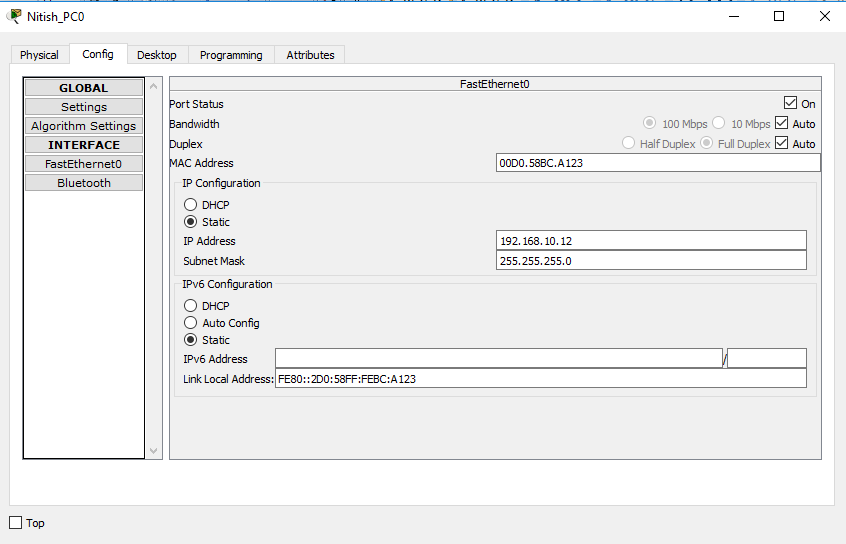 Nitish_PC0
Physical Config Desktop Programming Attributes
GLOBAL
Settings
Algorithm Settings
INTERFACE
FastEthernet0
Bluetooth
FastEthernet0
Port Status On
Bandwidth 100 Mbps 10 Mbps Auto
Duplex Half Duplex Full Duplex Auto
MAC Address 00D0.58BC.A123
IP Configuration
DHCP
Static
IP Address 192.168.10.12
Subnet Mask 255.255.255.0
IPv6 Configuration
DHCP
Auto Config
Static
IPv6 Address /
Link Local Address: FE80::2D0:58FF:FEBC:A123
Top